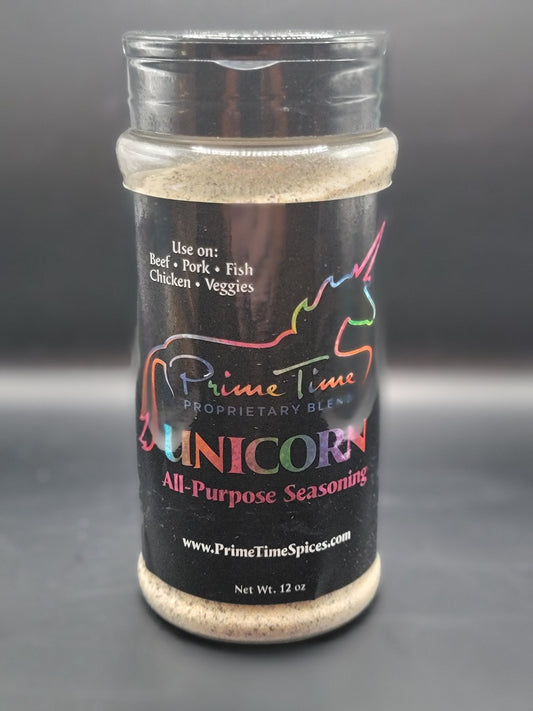 Use on:
Beef • Pork • Fish
Chicken • Veggies
Prime Time
PROPRIETARY BLEND
UNICORN
All-Purpose Seasoning
www.PrimeTimeSpices.com
Net Wt. 12 oz